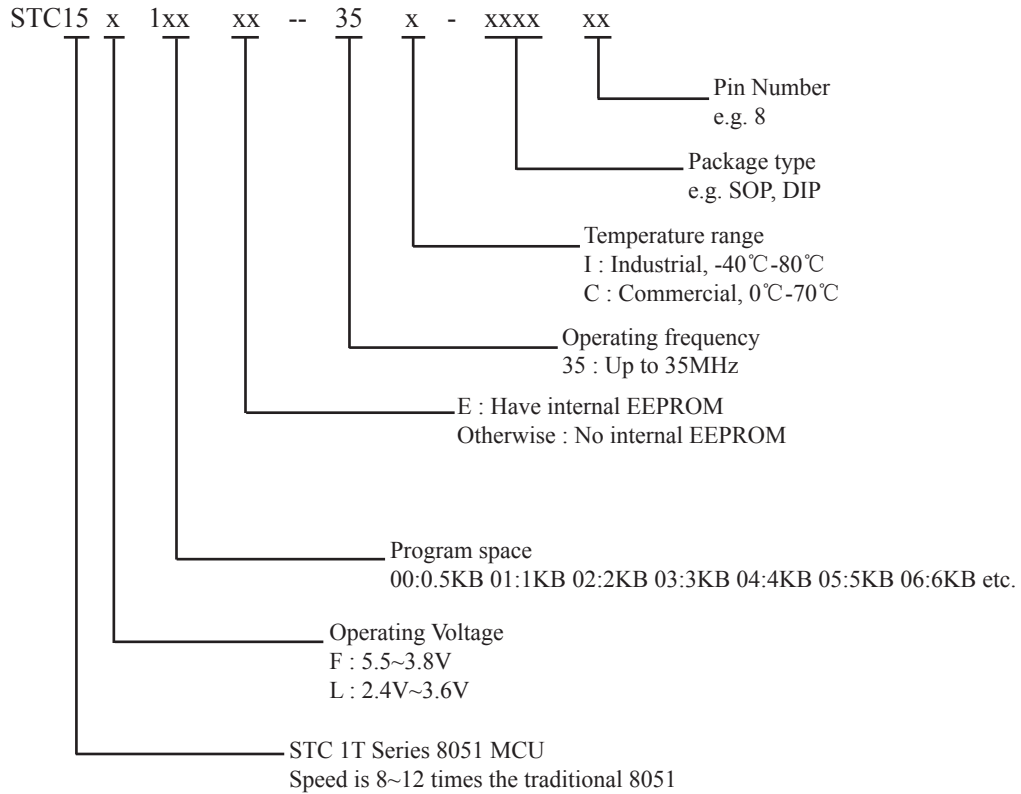 STC15 x 1xx xx -- 35 x - xxxx xx
Pin Number
e.g. 8
Package type
e.g. SOP, DIP
Temperature range
I : Industrial, -40℃-80℃
C : Commercial, 0℃-70℃
Operating frequency
35 : Up to 35MHz
E : Have internal EEPROM
Otherwise : No internal EEPROM
Program space
00:0.5KB 01:1KB 02:2KB 03:3KB 04:4KB 05:5KB 06:6KB etc.
Operating Voltage
F : 5.5~3.8V
L : 2.4V~3.6V
STC 1T Series 8051 MCU
Speed is 8~12 times the traditional 8051